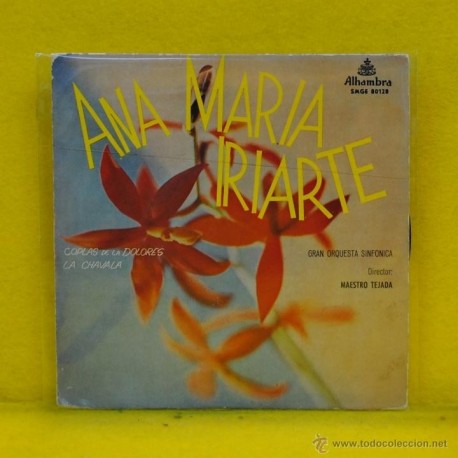 Alhambra
SMGE 80128
ANA MARIA
IRIARTE
COPLAS DE LA DOLORES
LA CHAVALA
GRAN ORQUESTA SINFONICA
Director:
MAESTRO TEJADA
© www.todocoleccion.net